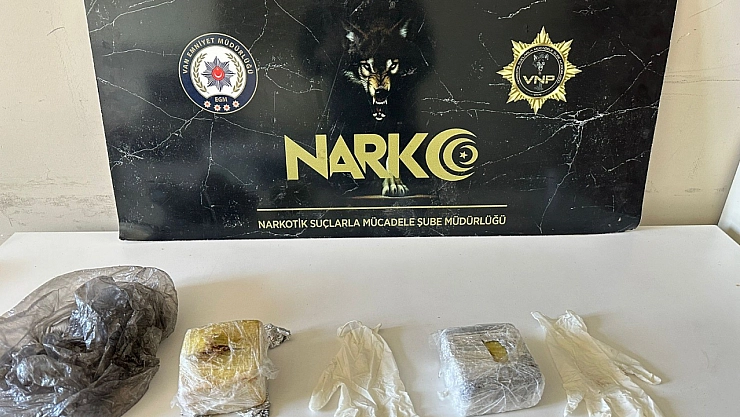 VAN EMNİYET MÜDÜRLÜĞÜ
EGM
VNP
NARKO
NARKOTİK SUÇLARLA MÜCADELE ŞUBE MÜDÜRLÜĞÜ